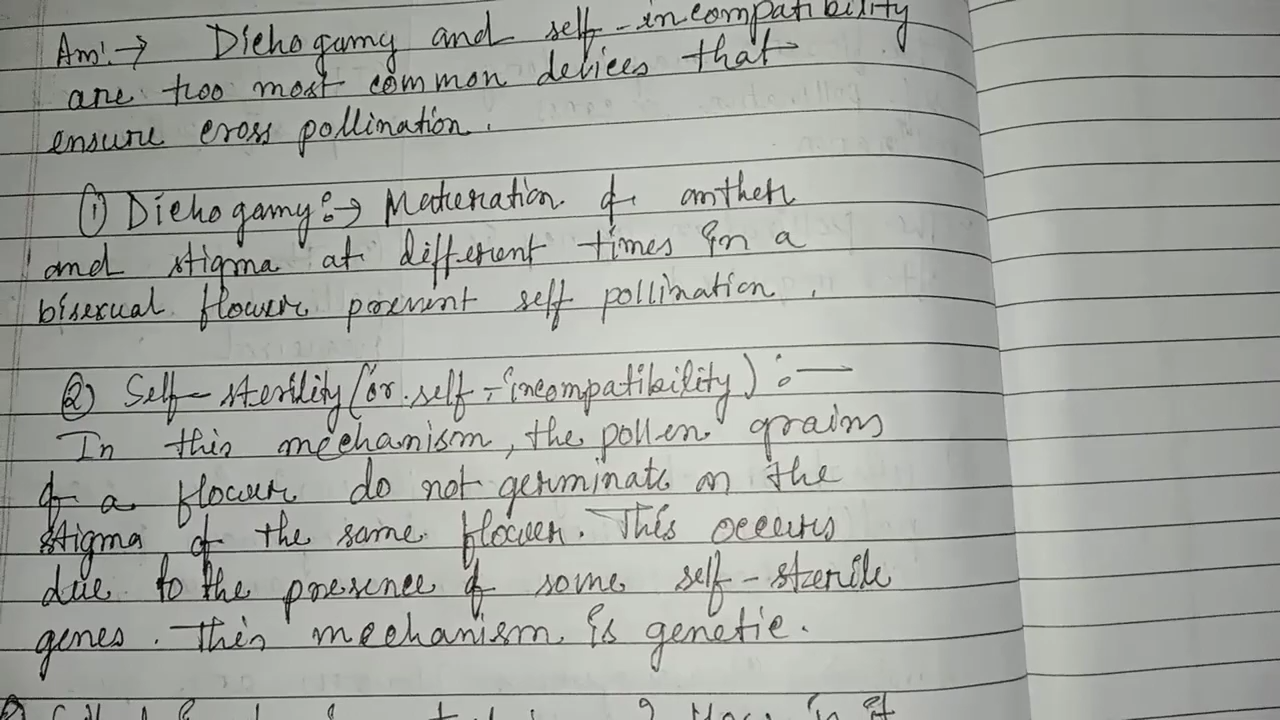 Ans:→ Dichogamy and self-incompatibility
are too most common devices that
ensure cross pollination.
① Dichogamy:→ Matueration of anther
and stigma at different times in a
bisexual flower prevent self pollination.
② Self-sterility (or self-incompatibility):—
In this mechanism, the pollen grains
of a flower do not germinate on the
stigma of the same flower. This occurs
due to the presence of some self-sterile
genes. This mechanism is genetic.